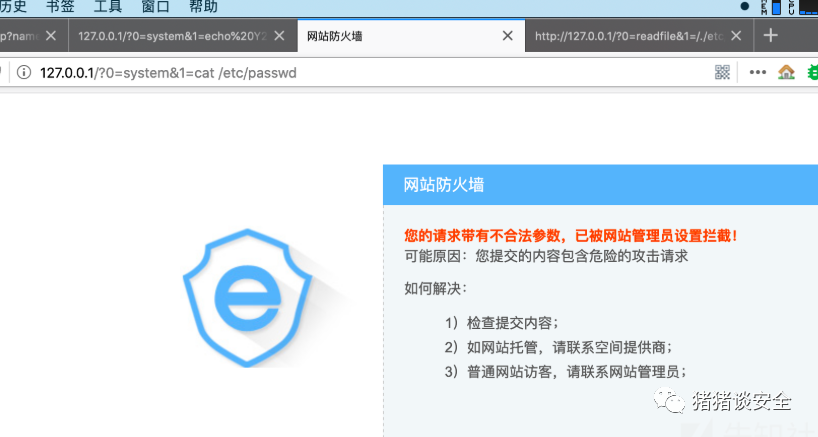 历史 书签 工具 窗口 帮助
p?name 127.0.0.1/?0=system&1=echo%20Y2 网站防火墙 http://127.0.0.1/?0=readfile&1=/./etc
127.0.0.1/?0=system&1=cat /etc/passwd
网站防火墙
您的请求带有不合法参数，已被网站管理员设置拦截！
可能原因：您提交的内容包含危险的攻击请求
如何解决：
1）检查提交内容；
2）如网站托管，请联系空间提供商；
3）普通网站访客，请联系网站管理员；
猪猪谈安全